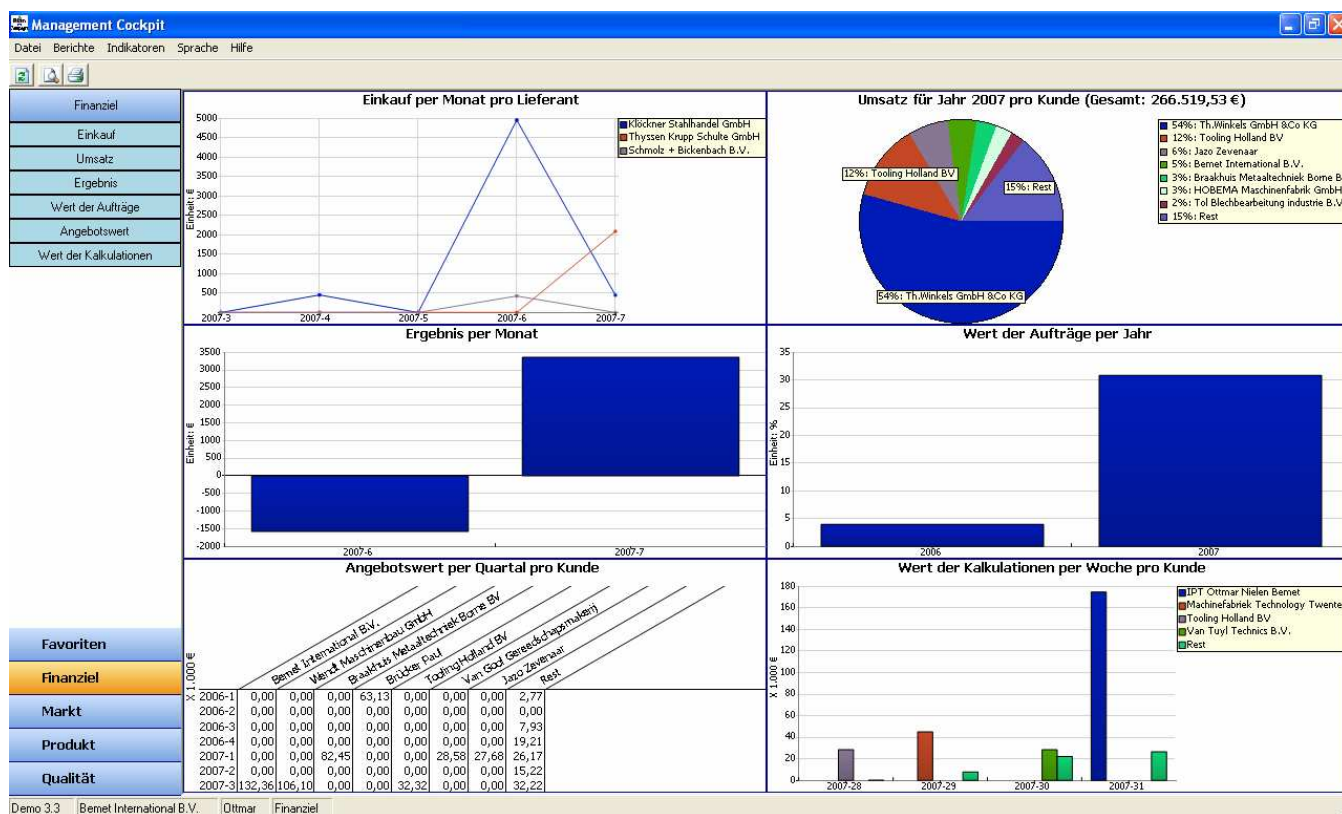 Management Cockpit
Datei Berichte Indikatoren Sprache Hilfe
Finanziel
Einkauf
Umsatz
Ergebnis
Wert der Aufträge
Angebotswert
Wert der Kalkulationen
Favoriten
Finanziel
Markt
Produkt
Qualität
Einkauf per Monat pro Lieferant
Einheit: €
5000
4500
4000
3500
3000
2500
2000
1500
1000
500
2007-3 2007-4 2007-5 2007-6 2007-7
Klöckner Stahlhandel GmbH
Thyssen Krupp Schulte GmbH
Schmolz + Bickenbach B.V.
Umsatz für Jahr 2007 pro Kunde (Gesamt: 266.519,53 €)
12%: Tooling Holland BV
15%: Rest
54%: Th.Winkels GmbH &Co KG
54%: Th.Winkels GmbH &Co KG
12%: Tooling Holland BV
6%: Jazo Zevenaar
5%: Bemet International B.V.
3%: Braakhuis Metaaltechniek Borne B
3%: HOBEMA Maschinenfabrik GmbH
2%: Tol Blechbearbeitung industrie B.V
15%: Rest
Ergebnis per Monat
Einheit: €
3500
3000
2500
2000
1500
1000
500
0
-500
-1000
-1500
-2000
2007-6 2007-7
Wert der Aufträge per Jahr
Einheit: %
35
30
25
20
15
10
5
0
2006 2007
Angebotswert per Quartal pro Kunde
X 1.000 €
Bemet International B.V.
Wendt Maschinenbau GmbH
Braakhuis Metaaltechniek Borne BV
Brücker Paul
Tooling Holland BV
Van Gool Gereedschapsmakerij
Jazo Zevenaar
Rest
2006-1 0,00 0,00 0,00 63,13 0,00 0,00 0,00 2,77
2006-2 0,00 0,00 0,00 0,00 0,00 0,00 0,00 0,00
2006-3 0,00 0,00 0,00 0,00 0,00 0,00 0,00 7,93
2006-4 0,00 0,00 0,00 0,00 0,00 0,00 0,00 19,21
2007-1 0,00 0,00 82,45 0,00 0,00 28,58 27,68 26,17
2007-2 0,00 0,00 0,00 0,00 0,00 0,00 0,00 15,22
2007-3 132,36 106,10 0,00 0,00 32,32 0,00 0,00 32,22
Wert der Kalkulationen per Woche pro Kunde
X 1.000 €
180
160
140
120
100
80
60
40
20
0
2007-28 2007-29 2007-30 2007-31
IPT Ottmar Nielen Bemet
Machinefabriek Technology Twente
Tooling Holland BV
Van Tuyl Technics B.V.
Rest
Demo 3.3 Bemet International B.V. Ottmar Finanziel